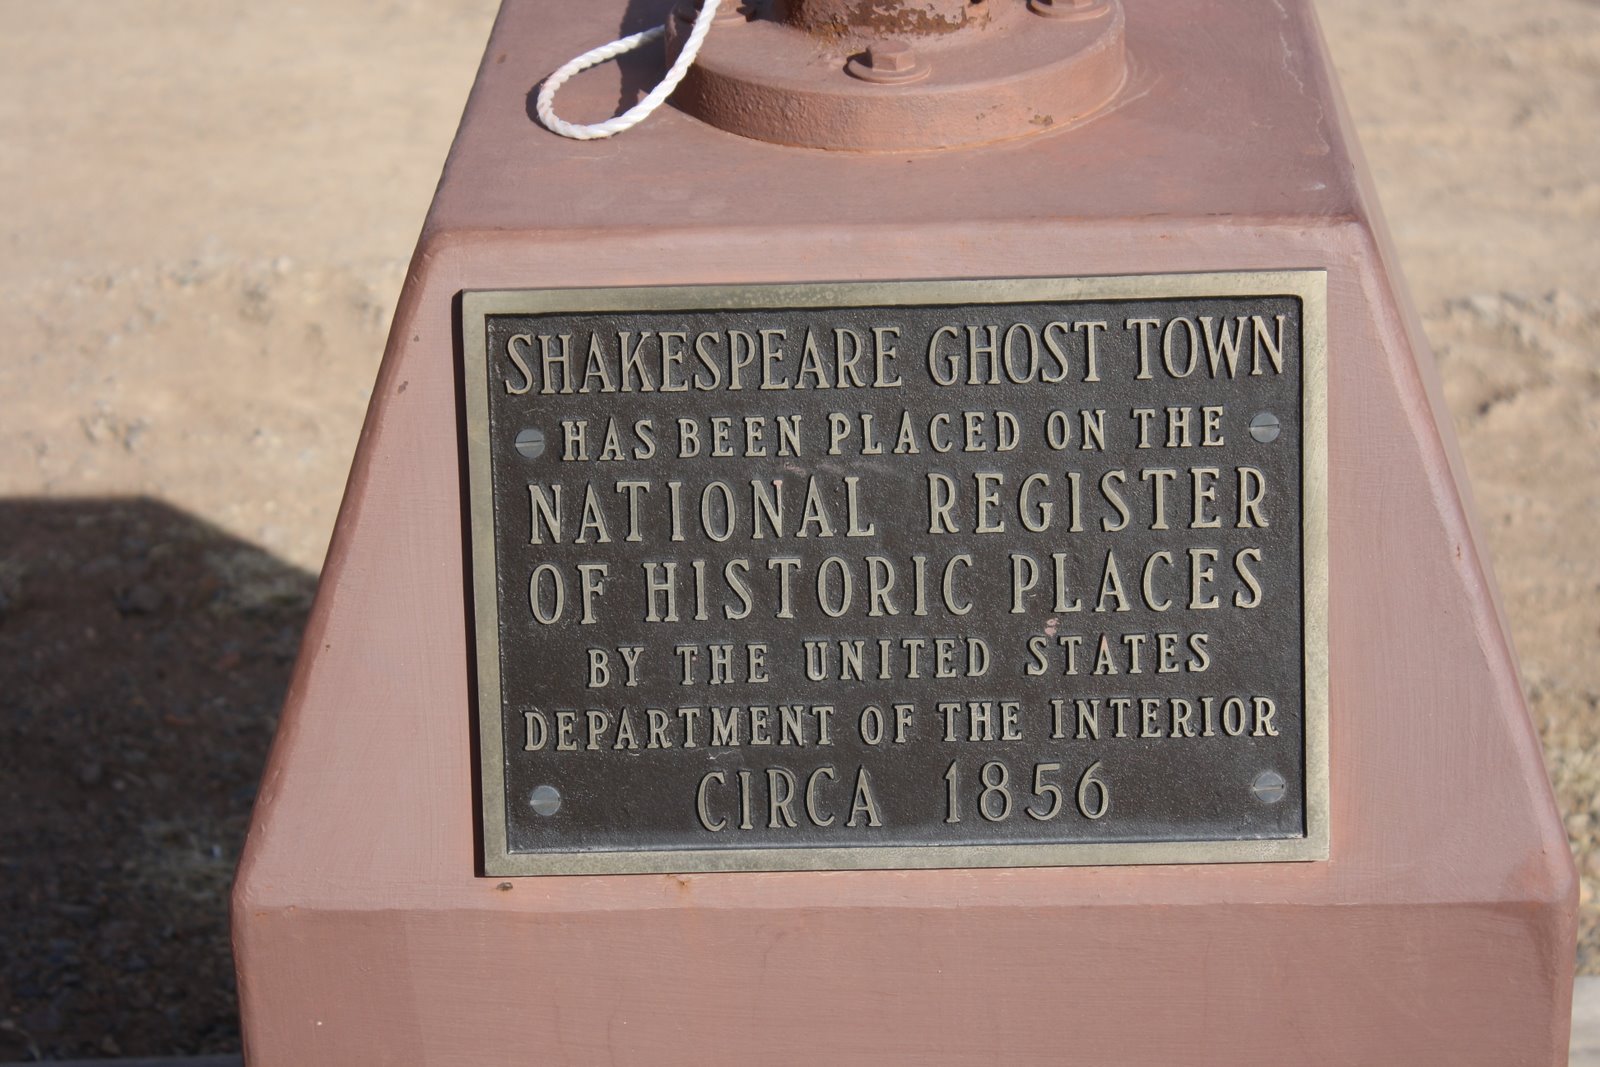 SHAKESPEARE GHOST TOWN
HAS BEEN PLACED ON THE
NATIONAL REGISTER
OF HISTORIC PLACES
BY THE UNITED STATES
DEPARTMENT OF THE INTERIOR
CIRCA 1856